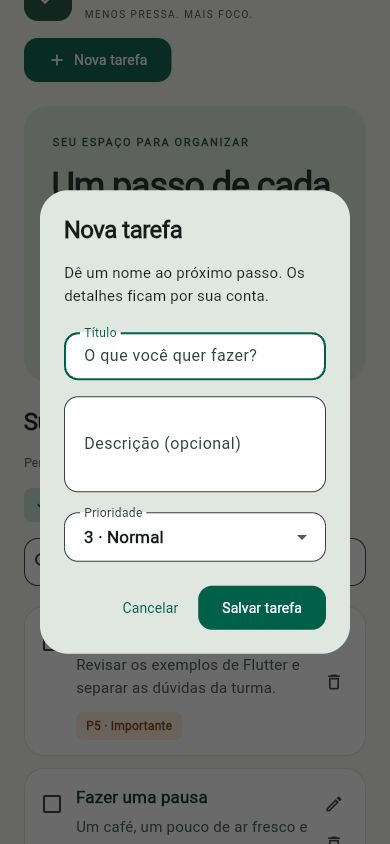 MENOS PRESSA. MAIS FOCO.
Nova tarefa
SEU ESPAÇO PARA ORGANIZAR
Um passo de cada
Nova tarefa
Dê um nome ao próximo passo. Os
detalhes ficam por sua conta.
Título
O que você quer fazer?
Descrição (opcional)
Prioridade
3 · Normal
Cancelar
Salvar tarefa
Revisar os exemplos de Flutter e
separar as dúvidas da turma.
P5 · Importante
Fazer uma pausa
Um café, um pouco de ar fresco e